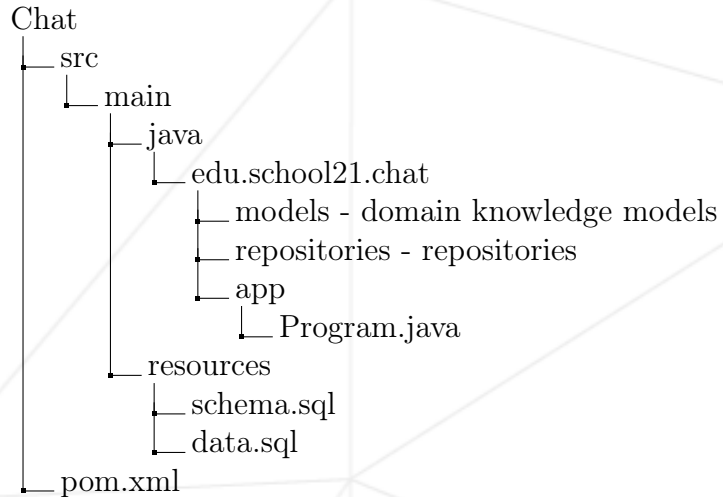 Chat
src
main
java
edu.school21.chat
models - domain knowledge models
repositories - repositories
app
Program.java
resources
schema.sql
data.sql
pom.xml